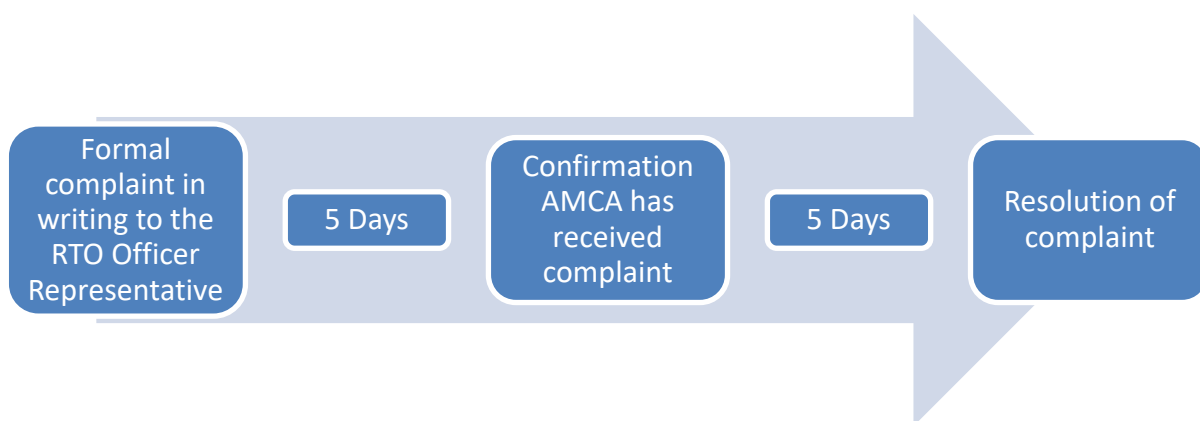 Formal
complaint in
writing to the
RTO Officer
Representative
5 Days
Confirmation
AMCA has
received
complaint
5 Days
Resolution of
complaint